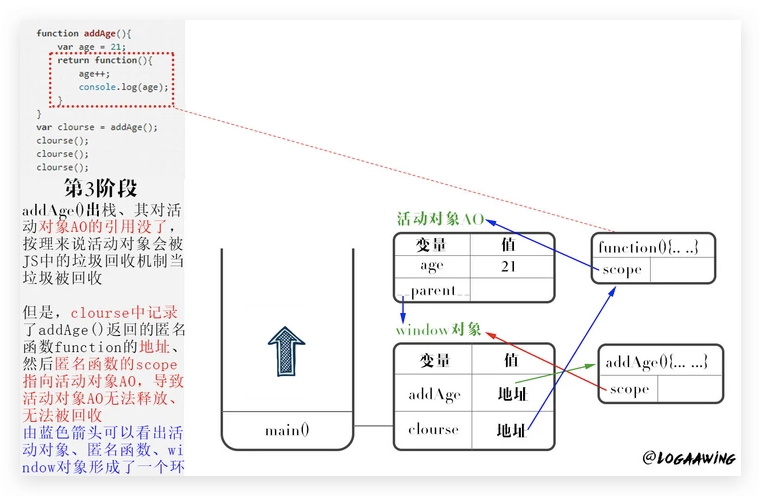 function addAge(){
var age = 21;
return function(){
age++;
console.log(age);
}
}
var clourse = addAge();
clourse();
clourse();
clourse();
第3阶段
addAge()出栈、其对活
动对象AO的引用没了，
按理来说活动对象会被
JS中的垃圾回收机制当
垃圾被回收
但是，clourse中记录
了addAge()返回的匿名
函数function的地址、
然后匿名函数的scope
指向活动对象AO，导致
活动对象AO无法释放、
无法被回收
由蓝色箭头可以看出活
动对象、匿名函数、wi
ndow对象形成了一个环
main()
活动对象AO
变量 值
age 21
__parent__
window对象
变量 值
addAge 地址
clourse 地址
function(){.. ..}
scope
addAge(){... ...}
scope
@LOGAAWING